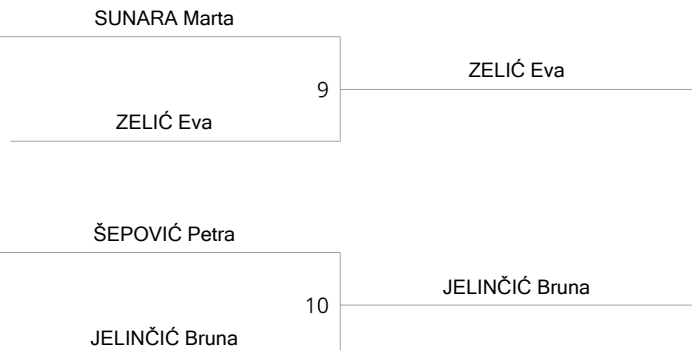 SUNARA Marta
ZELIĆ Eva
9
ZELIĆ Eva
ŠEPOVIĆ Petra
JELINČIĆ Bruna
10
JELINČIĆ Bruna